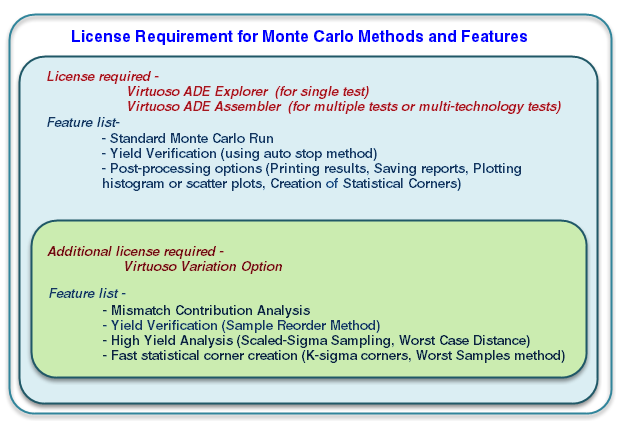 License Requirement for Monte Carlo Methods and Features
License required -
Virtuoso ADE Explorer (for single test)
Virtuoso ADE Assembler (for multiple tests or multi-technology tests)
Feature list-
- Standard Monte Carlo Run
- Yield Verification (using auto stop method)
- Post-processing options (Printing results, Saving reports, Plotting
histogram or scatter plots, Creation of Statistical Corners)
Additional license required -
Virtuoso Variation Option
Feature list -
- Mismatch Contribution Analysis
- Yield Verification (Sample Reorder Method)
- High Yield Analysis (Scaled-Sigma Sampling, Worst Case Distance)
- Fast statistical corner creation (K-sigma corners, Worst Samples method)